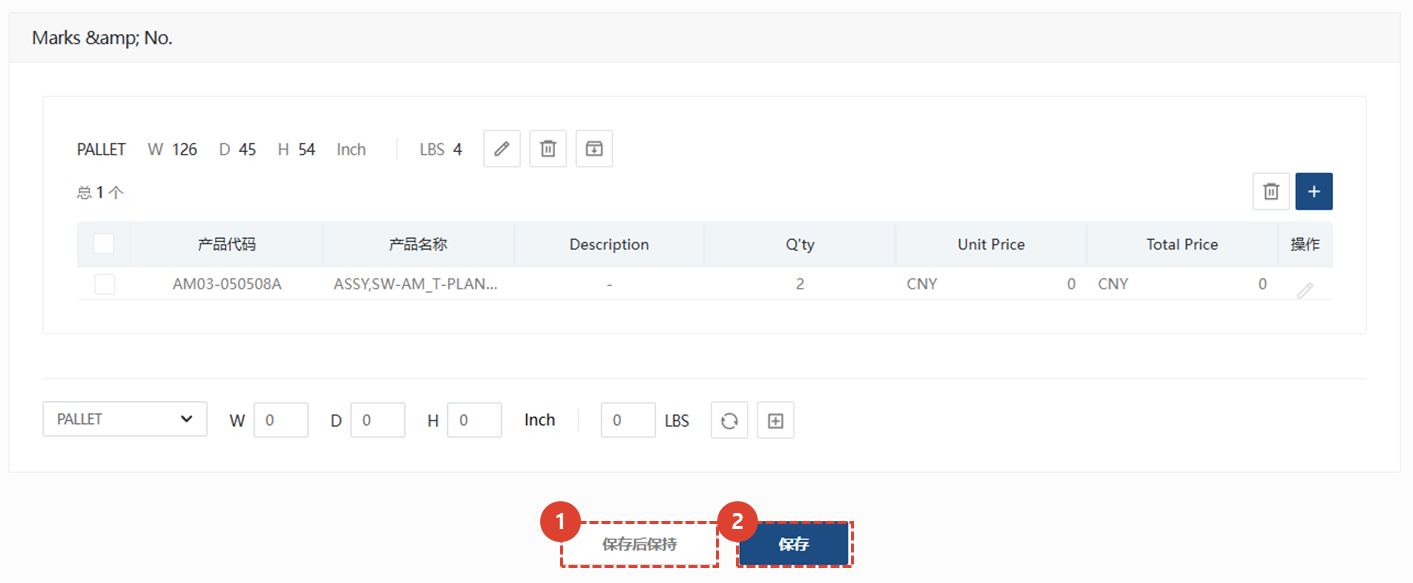 Marks &amp; No.
PALLET W 126 D 45 H 54 Inch LBS 4
总 1 个
产品代码 产品名称 Description Q'ty Unit Price Total Price 操作
AM03-050508A ASSY,SW-AM_T-PLAN... - 2 CNY 0 CNY 0
PALLET W 0 D 0 H 0 Inch 0 LBS
1 2
保存后保持 保存